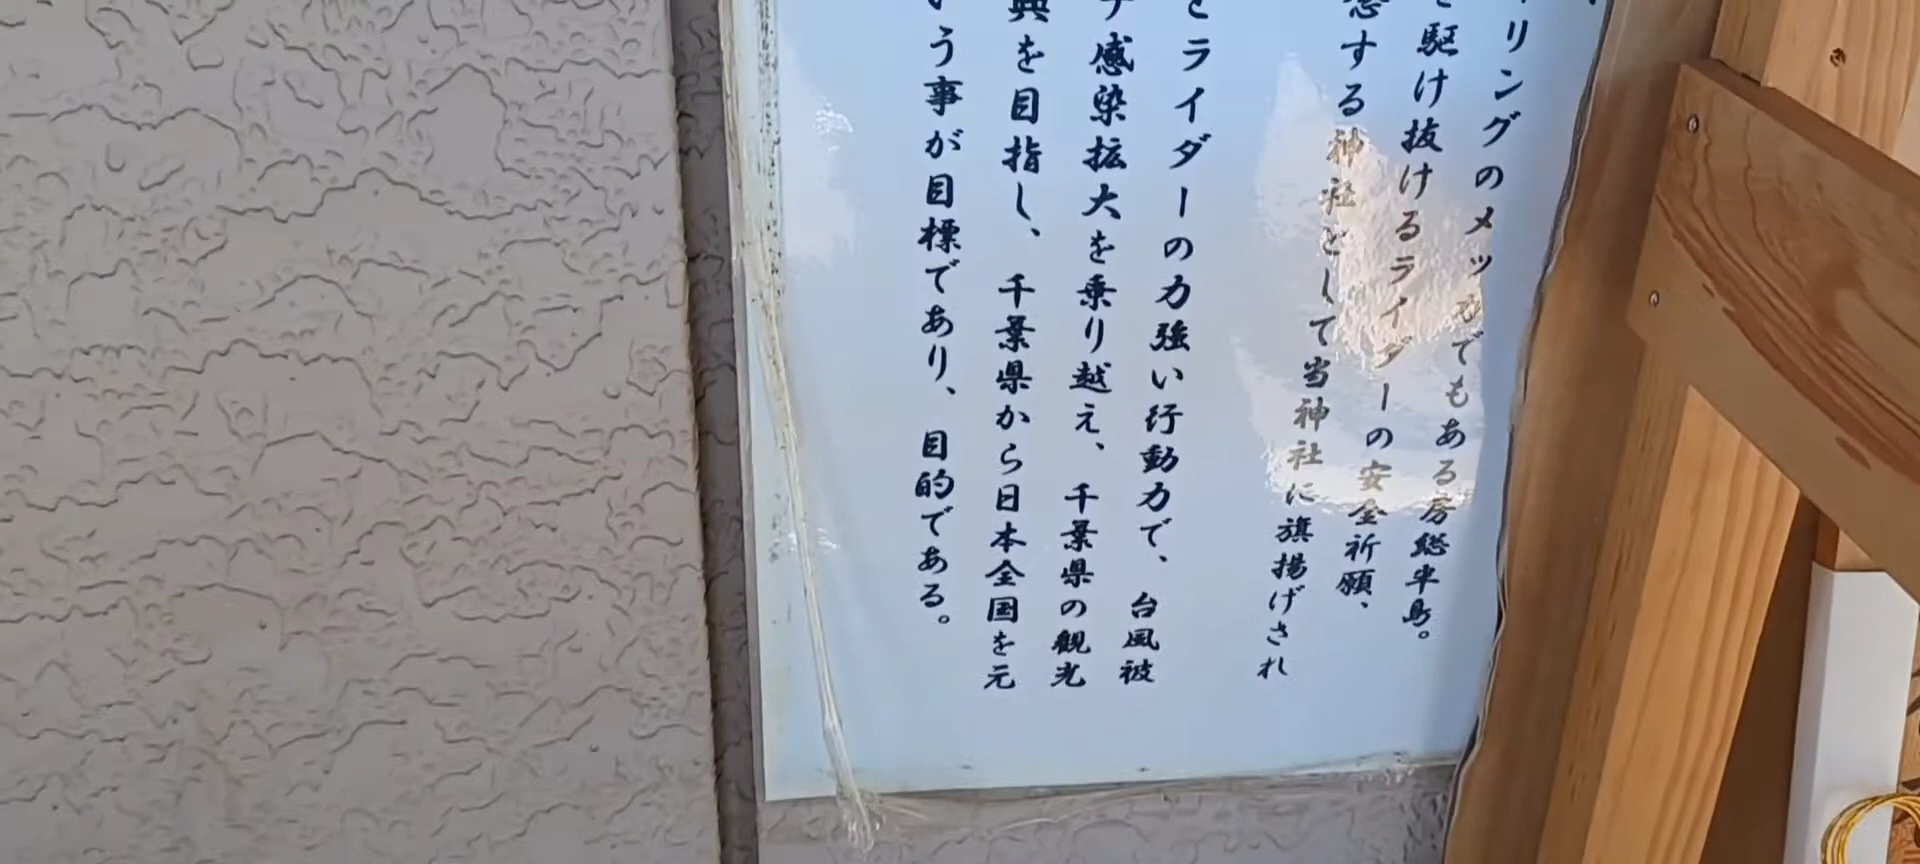 リングのメッカでもある房総半島。
駆け抜けるライダーの安全祈願、
する神社として当神社に旗揚げされ
とライダーの力強い行動力で、台風被
ナ感染拡大を乗り越え、千葉県の観光
興を目指し、千葉県から日本全国を元
いう事が目標であり、目的である。